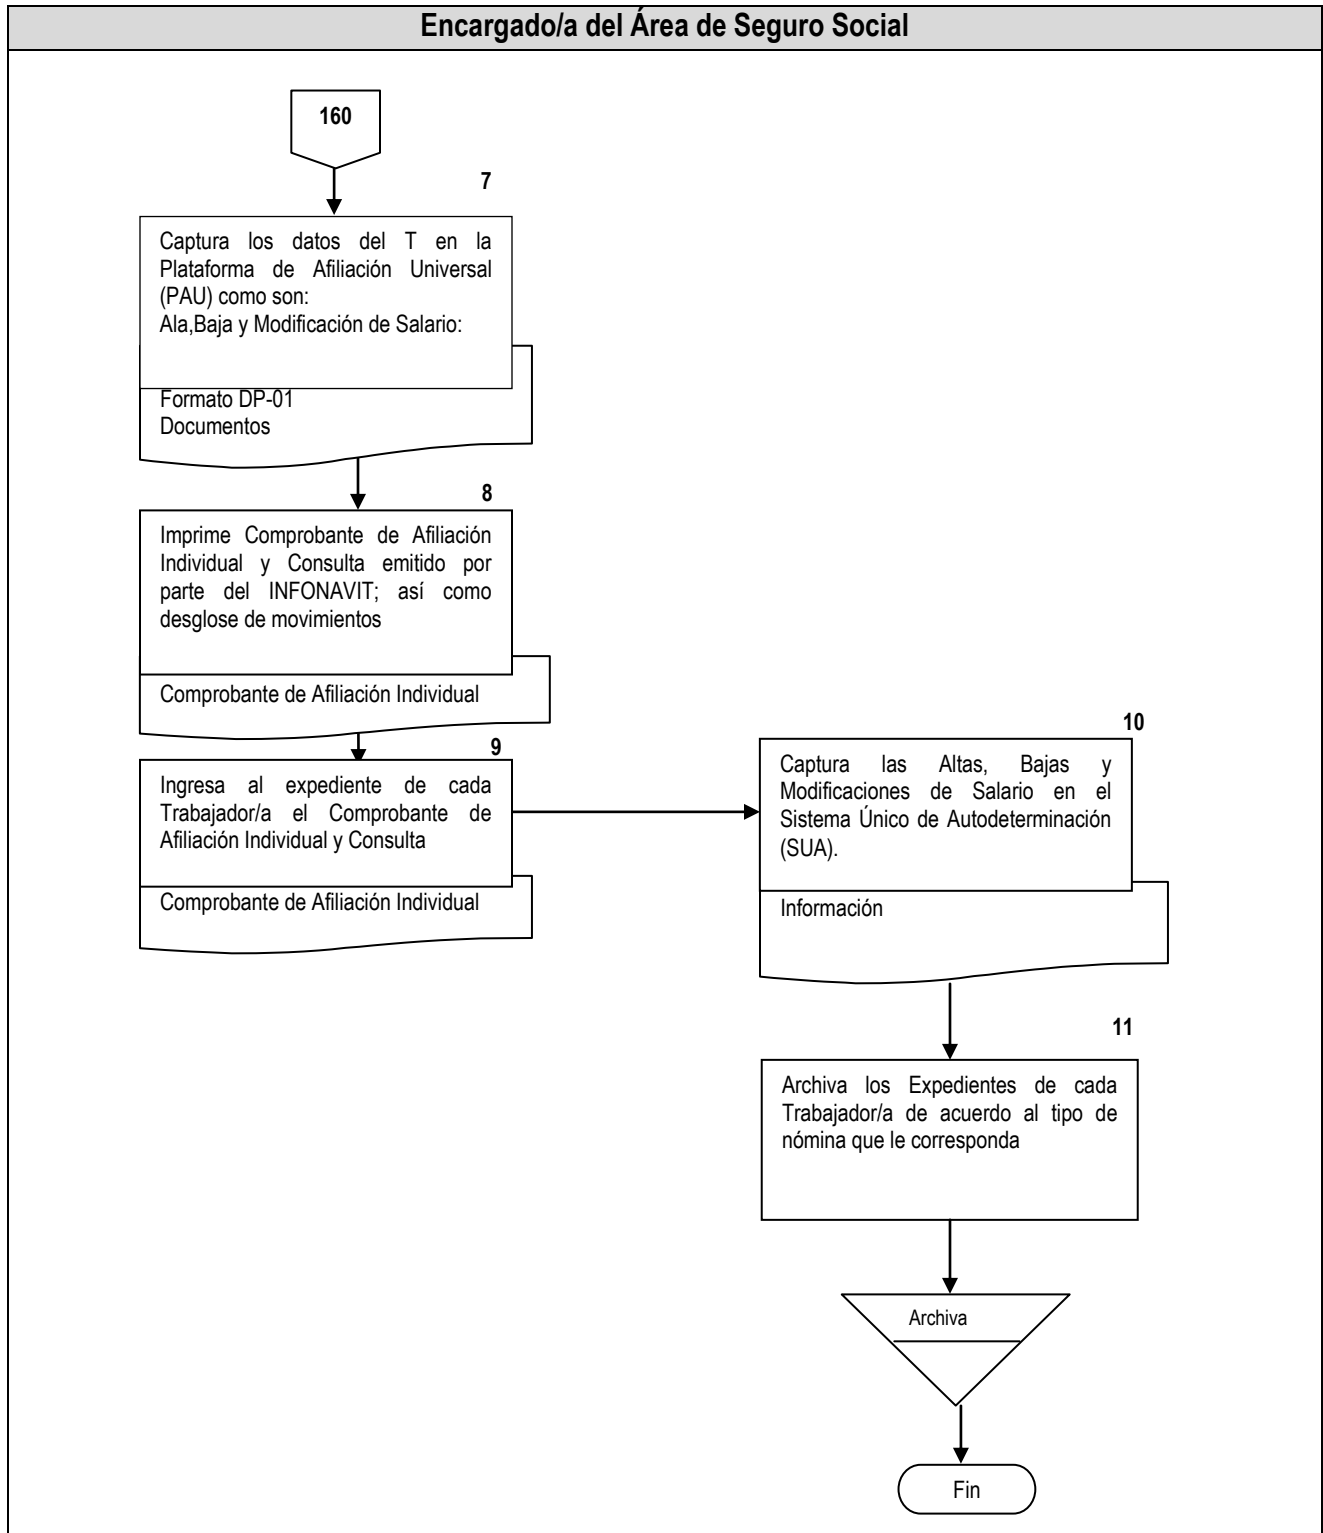 Encargado/a del Área de Seguro Social
160
7
Captura los datos del T en la
Plataforma de Afiliación Universal
(PAU) como son:
Ala,Baja y Modificación de Salario:
Formato DP-01
Documentos
8
Imprime Comprobante de Afiliación
Individual y Consulta emitido por
parte del INFONAVIT; así como
desglose de movimientos
Comprobante de Afiliación Individual
9
Ingresa al expediente de cada
Trabajador/a el Comprobante de
Afiliación Individual y Consulta
Comprobante de Afiliación Individual
10
Captura las Altas, Bajas y
Modificaciones de Salario en el
Sistema Único de Autodeterminación
(SUA).
Información
11
Archiva los Expedientes de cada
Trabajador/a de acuerdo al tipo de
nómina que le corresponda
Archiva
Fin